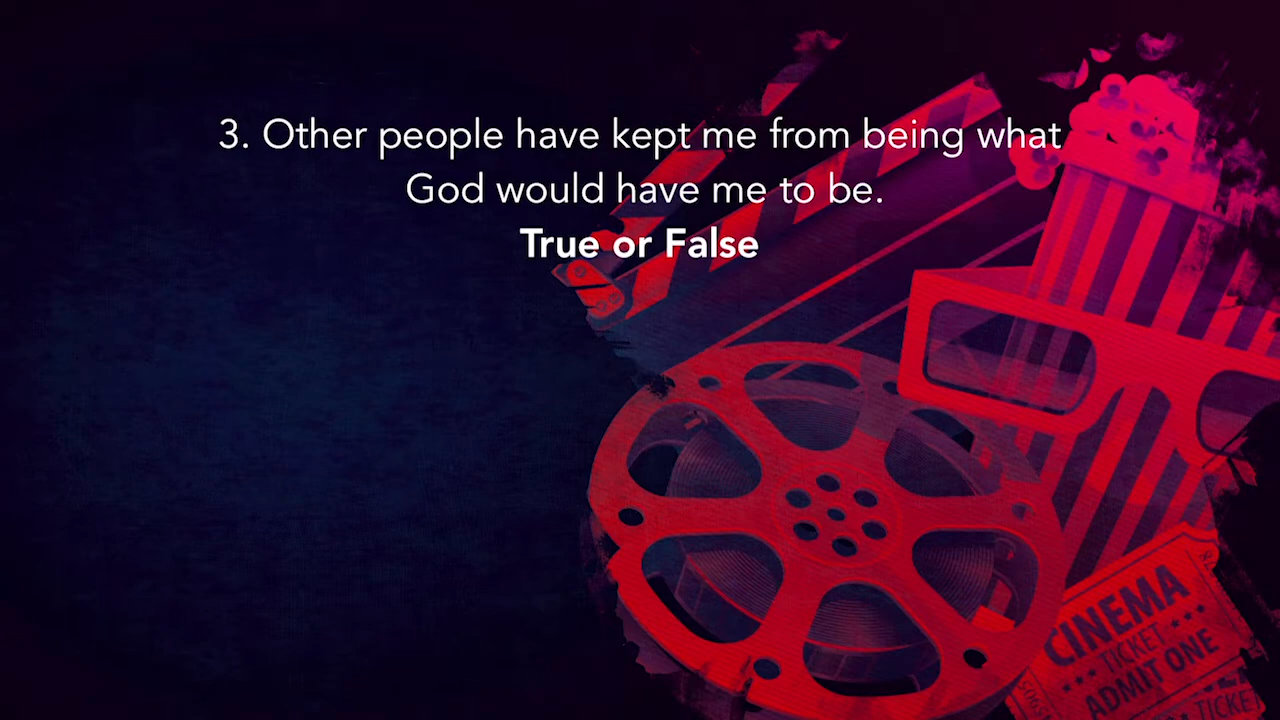 3. Other people have kept me from being what
God would have me to be.
True or False
CINEMA
TICKET
ADMIT ONE
TICKET